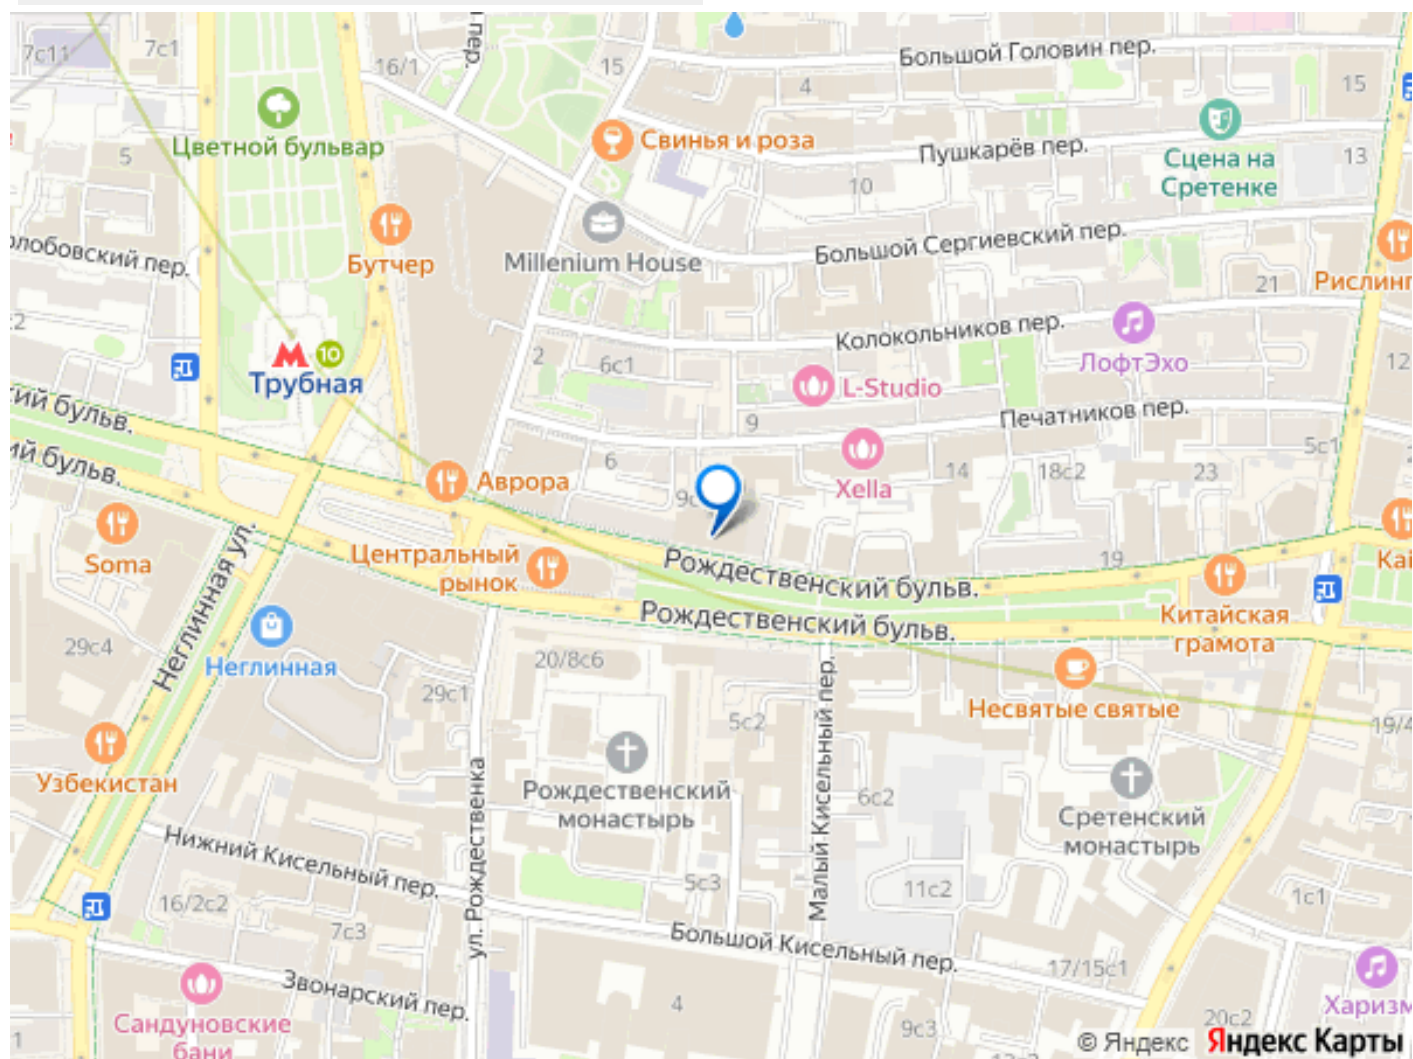 пер.
Большой Головин пер.
7с11
7с1
16/1
15
4
15
Цветной бульвар
Свинья и роза
Пушкарёв пер.
Сцена на
Сретенке
13
5
10
Бутчер
Millenium House
Большой Сергиевский пер.
Рислинг
21
Колокольников пер.
ЛофтЭхо
2
6с1
12
М 10
Трубная
L-Studio
Печатников пер.
9
5с1
6
Аврора
Xella
14
18с2
23
Soma
Центральный
рынок
Рождественский бульв.
19
Рождественский бульв.
Китайская
грамота
Неглинная ул.
29с4
Неглинная
20/8с6
29с1
5с2
Несвятые святые
Узбекистан
Рождественский
монастырь
ул. Рождественка
Малый Кисельный пер.
6с2
Сретенский
монастырь
Нижний Кисельный пер.
16/2с2
7с3
5с3
11с2
1с1
Большой Кисельный пер.
17/15с1
Звонарский пер.
4
Сандуновские
бани
9с3
20с2
1
© Яндекс Яндекс Карты